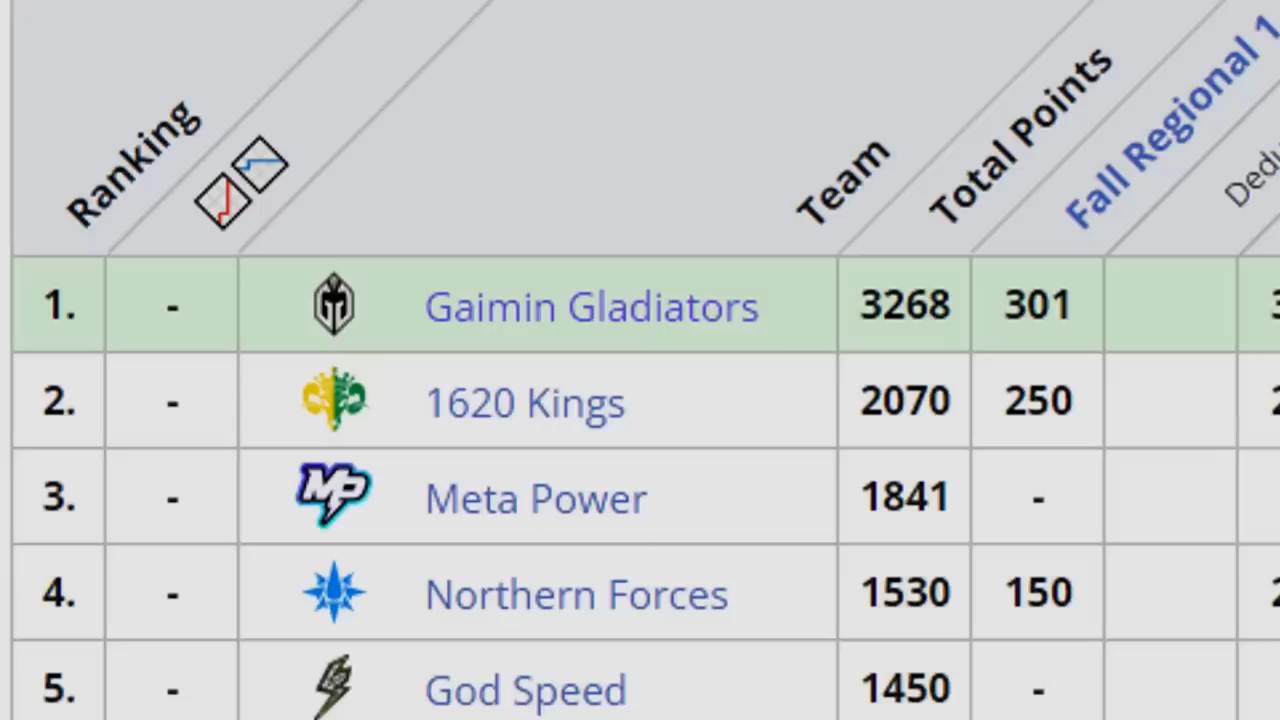 Ranking
Team
Total Points
Fall Regional 1
1. - Gaimin Gladiators 3268 301
2. - 1620 Kings 2070 250
3. - MP Meta Power 1841 -
4. - Northern Forces 1530 150
5. - God Speed 1450 -